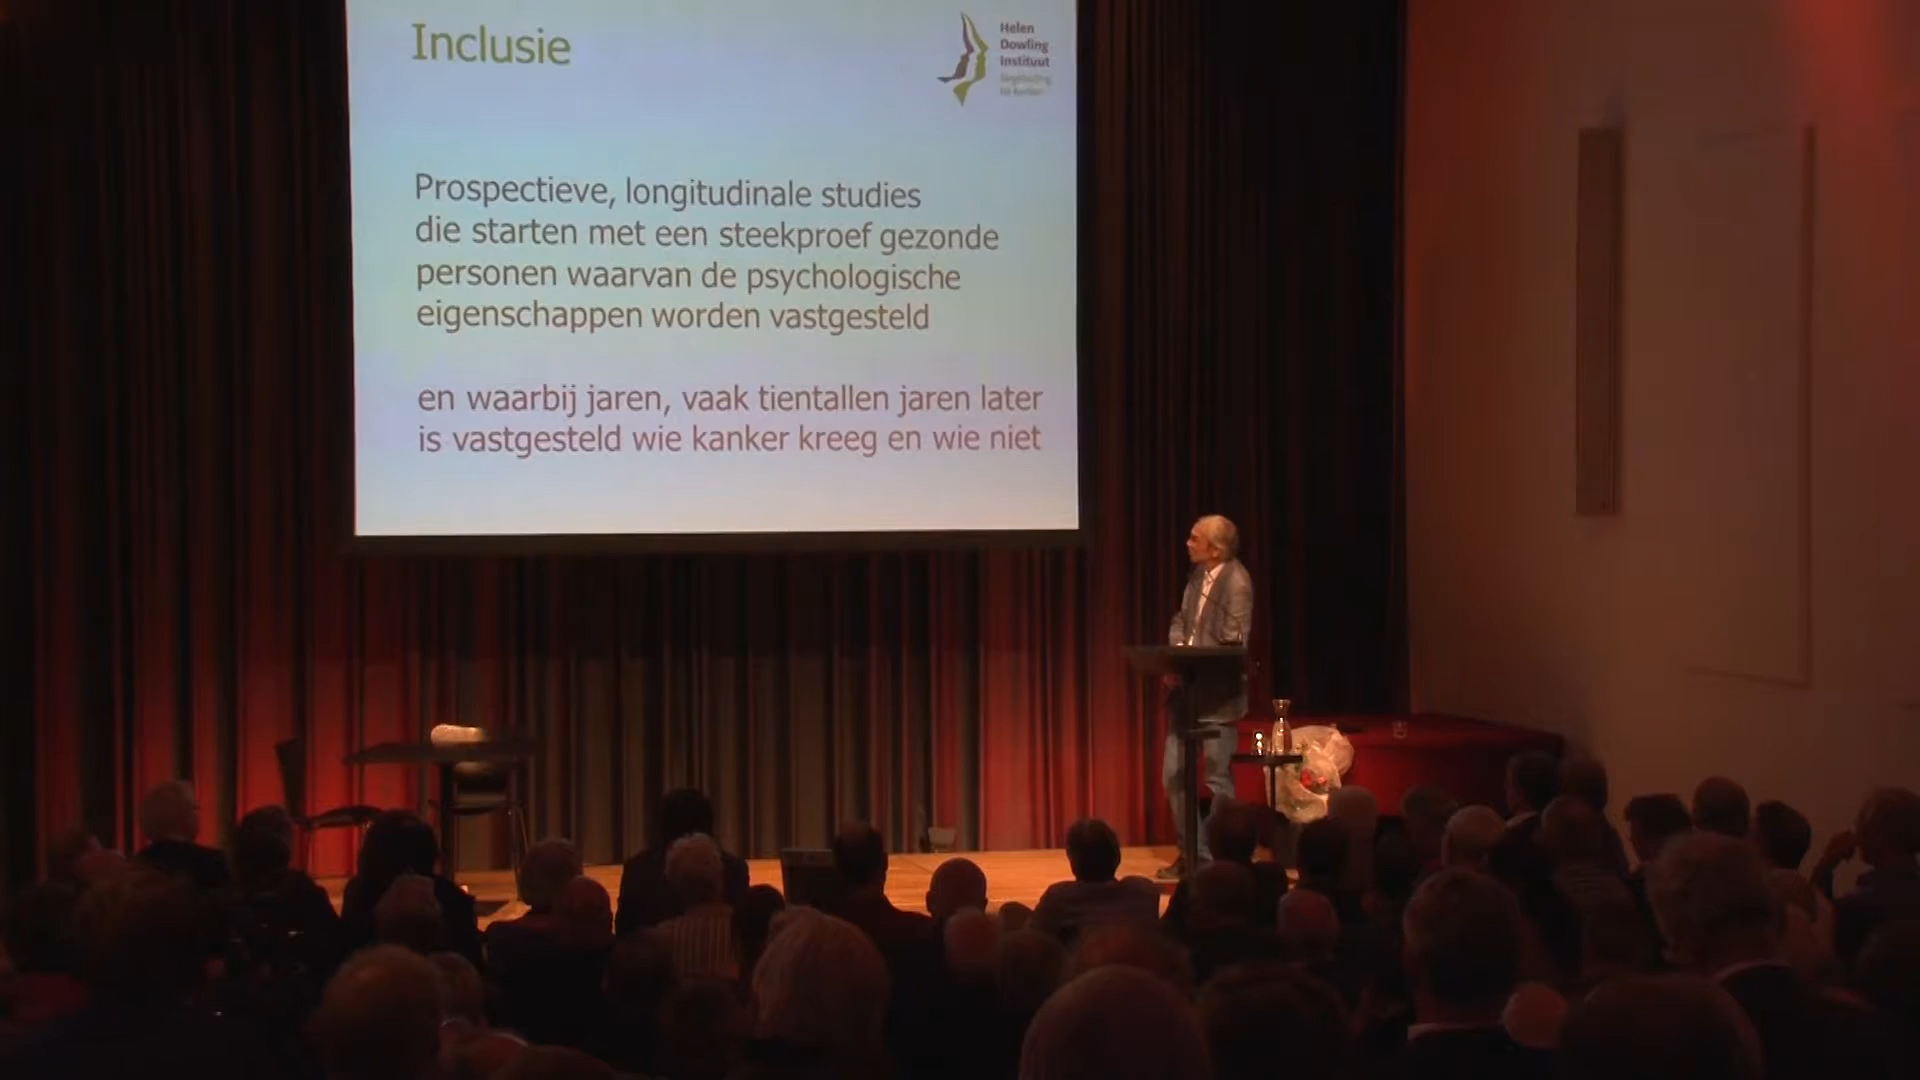 Inclusie
Helen
Dowling
Instituut
Prospectieve, longitudinale studies
die starten met een steekproef gezonde
personen waarvan de psychologische
eigenschappen worden vastgesteld
en waarbij jaren, vaak tientallen jaren later
is vastgesteld wie kanker kreeg en wie niet